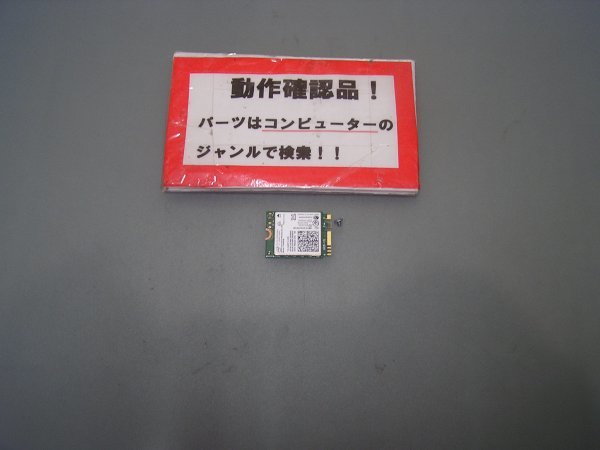 動作確認品！
パーツはコンピューターの
ジャンルで検索！！